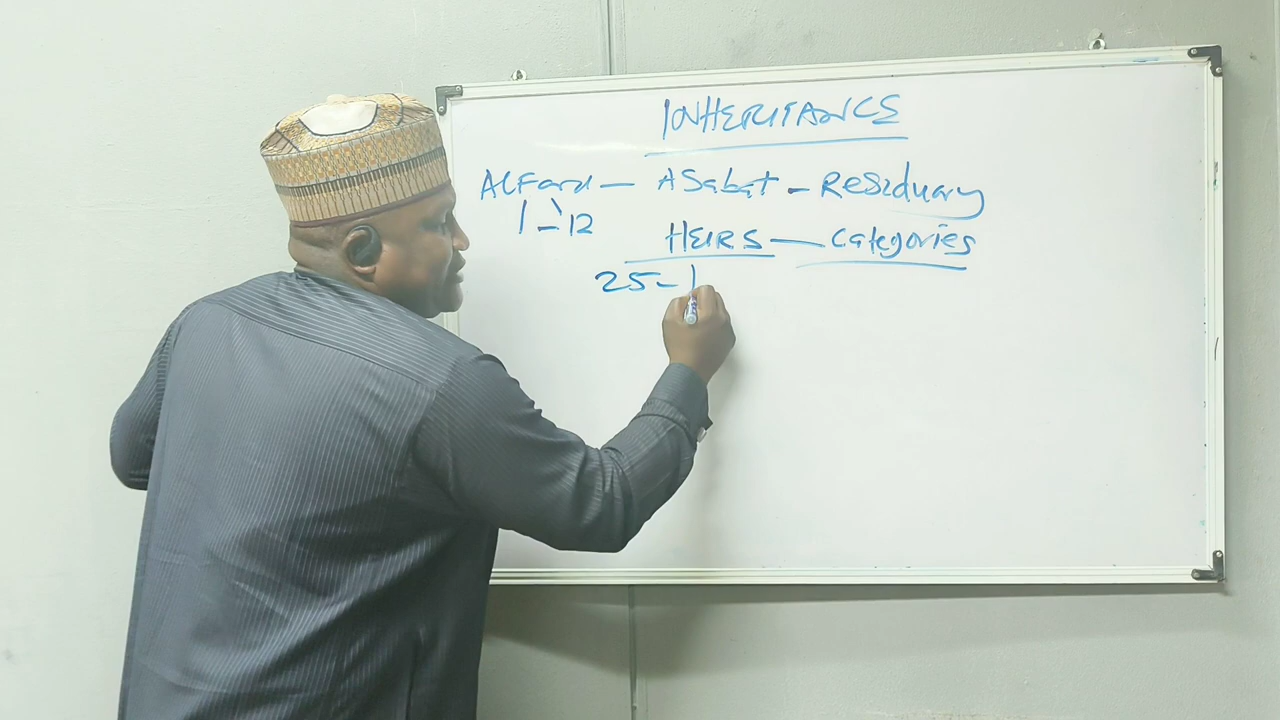 INHERITANCE
AlFard — ASabat - Residuary
1 - 12
HEIRS — Categories
25 - 1